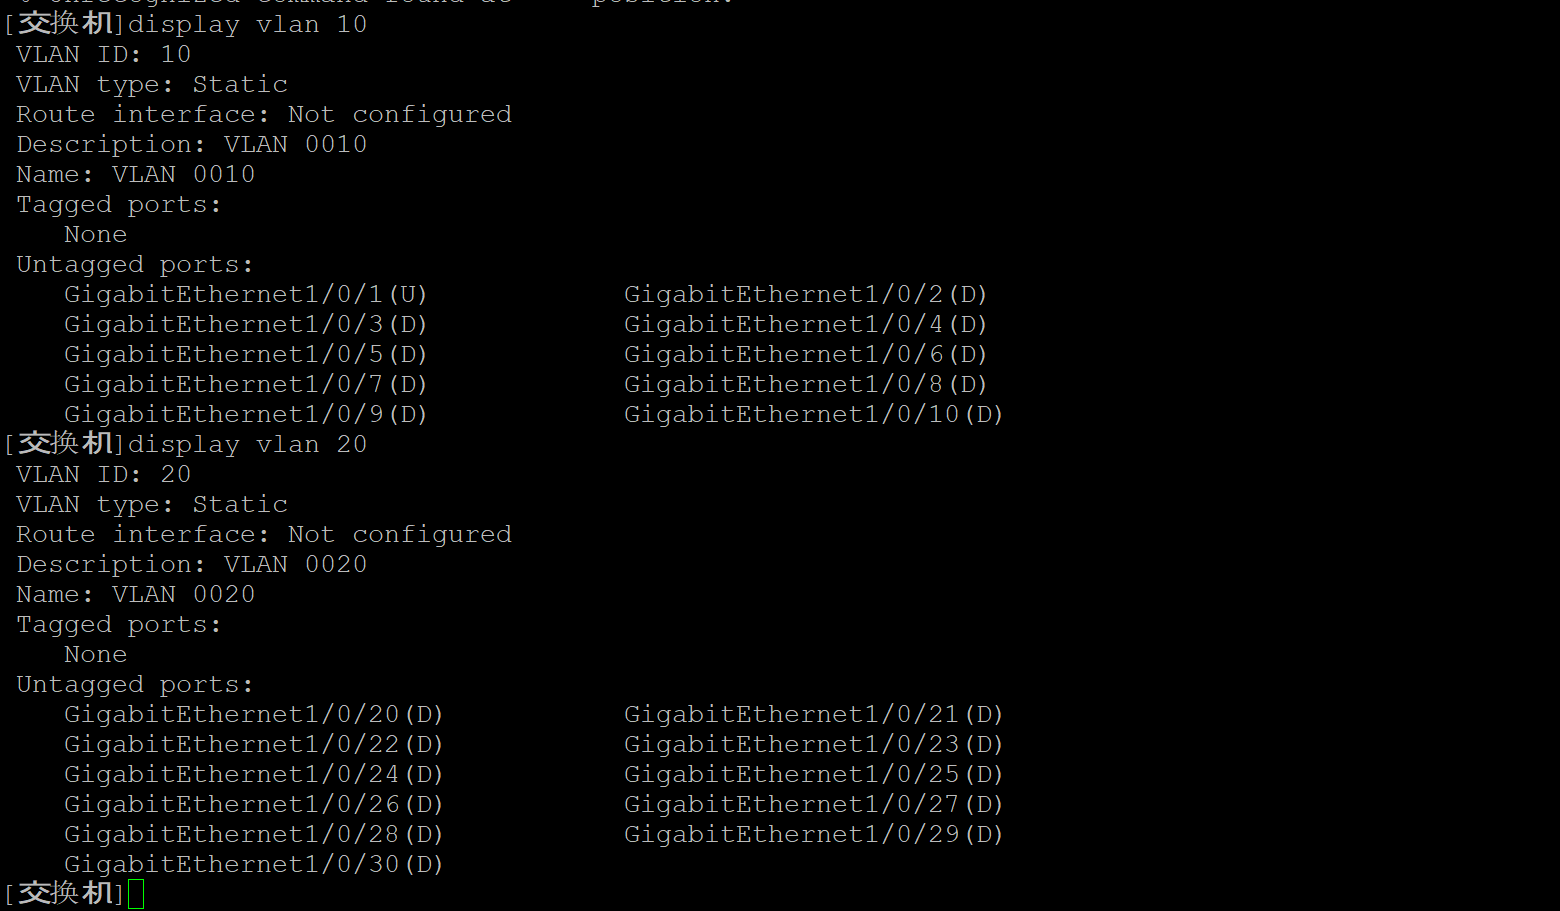 [交换机]display vlan 10
VLAN ID: 10
VLAN type: Static
Route interface: Not configured
Description: VLAN 0010
Name: VLAN 0010
Tagged ports:
None
Untagged ports:
GigabitEthernet1/0/1(U) GigabitEthernet1/0/2(D)
GigabitEthernet1/0/3(D) GigabitEthernet1/0/4(D)
GigabitEthernet1/0/5(D) GigabitEthernet1/0/6(D)
GigabitEthernet1/0/7(D) GigabitEthernet1/0/8(D)
GigabitEthernet1/0/9(D) GigabitEthernet1/0/10(D)
[交换机]display vlan 20
VLAN ID: 20
VLAN type: Static
Route interface: Not configured
Description: VLAN 0020
Name: VLAN 0020
Tagged ports:
None
Untagged ports:
GigabitEthernet1/0/20(D) GigabitEthernet1/0/21(D)
GigabitEthernet1/0/22(D) GigabitEthernet1/0/23(D)
GigabitEthernet1/0/24(D) GigabitEthernet1/0/25(D)
GigabitEthernet1/0/26(D) GigabitEthernet1/0/27(D)
GigabitEthernet1/0/28(D) GigabitEthernet1/0/29(D)
GigabitEthernet1/0/30(D)
[交换机]